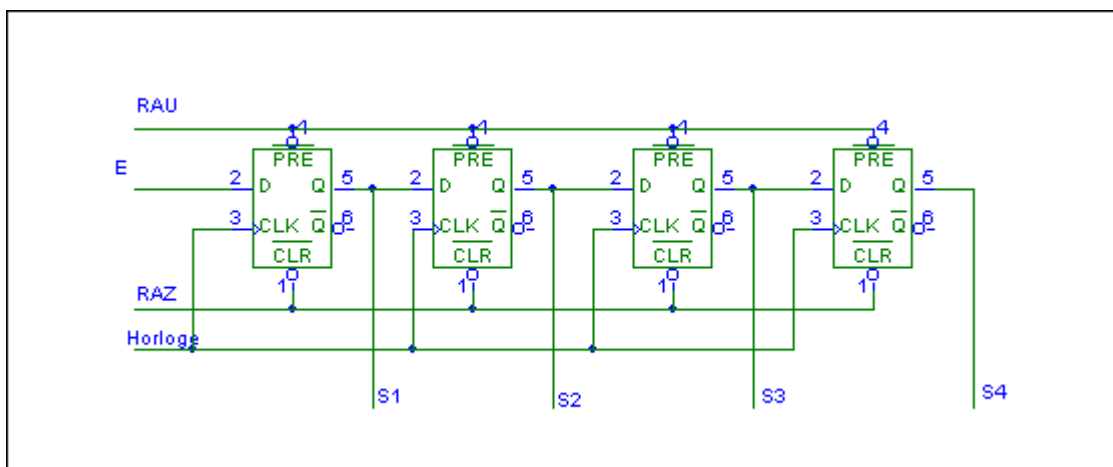 RAU
4 4 4 4
PRE PRE PRE PRE
E
2 D Q 5 2 D Q 5 2 D Q 5 2 D Q 5
3 CLK Q 6 3 CLK Q 6 3 CLK Q 6 3 CLK Q 6
CLR CLR CLR CLR
1 1 1 1
RAZ
Horloge
S1 S2 S3 S4